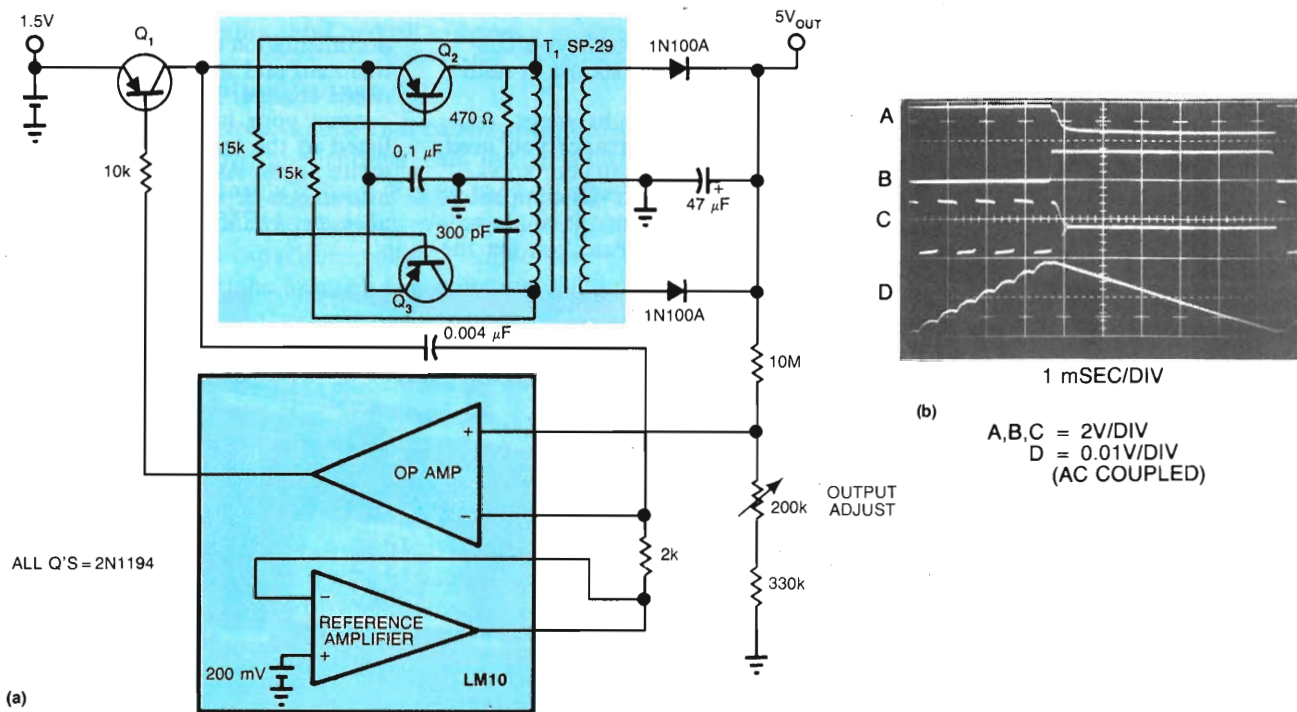 1.5V
Q1
Q2
T1 SP-29
1N100A
5VOUT
470 Ω
15k
15k
0.1 μF
10k
300 pF
47 μF
+
Q3
1N100A
0.004 μF
10M
+
OP AMP
−
200k
OUTPUT
ADJUST
ALL Q'S = 2N1194
2k
−
330k
REFERENCE
AMPLIFIER
+
200 mV
LM10
(a)
A
B
C
D
1 mSEC/DIV
(b)
A,B,C = 2V/DIV
D = 0.01V/DIV
(AC COUPLED)